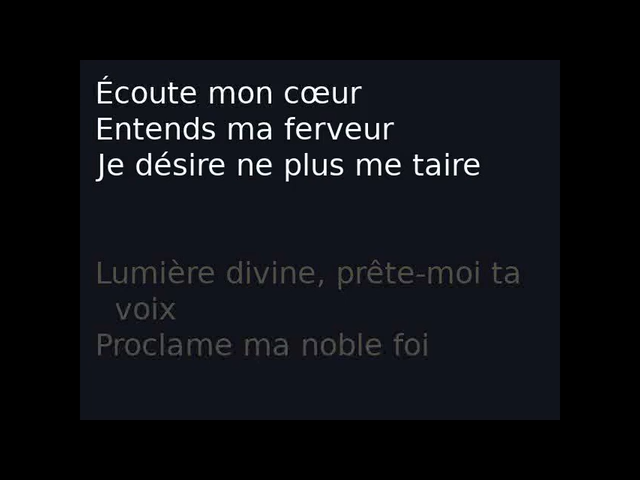 Écoute mon cœur
Entends ma ferveur
Je désire ne plus me taire
Lumière divine, prête-moi ta
voix
Proclame ma noble foi